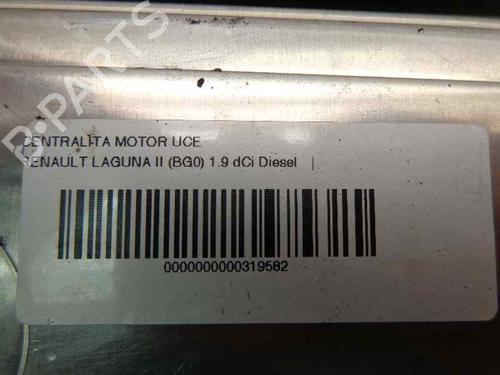 B-PARTS
CENTRALITA MOTOR UCE
RENAULT LAGUNA II (BG0) 1.9 dCi Diesel |
0000000000319582